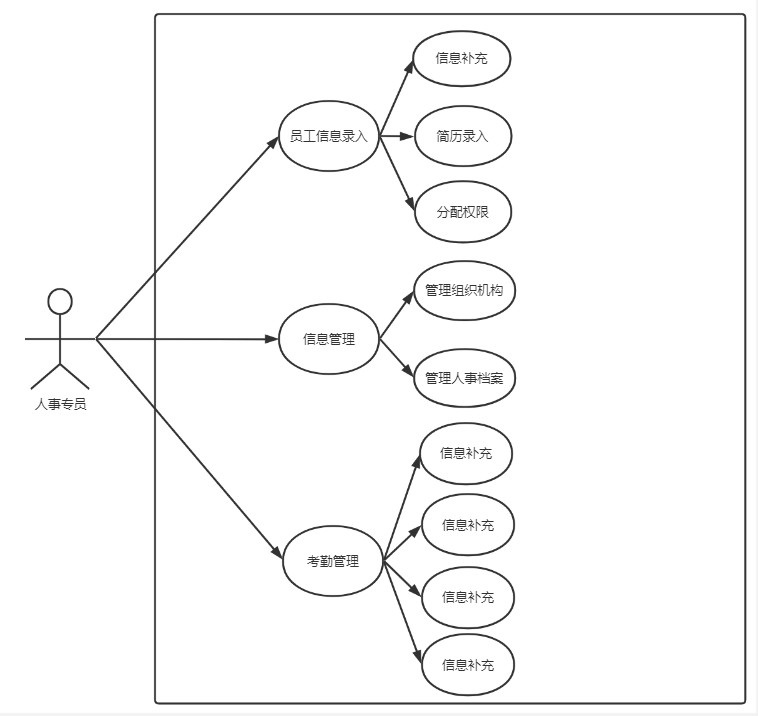 信息补充
员工信息录入
简历录入
分配权限
管理组织机构
信息管理
管理人事档案
人事专员
信息补充
信息补充
考勤管理
信息补充
信息补充